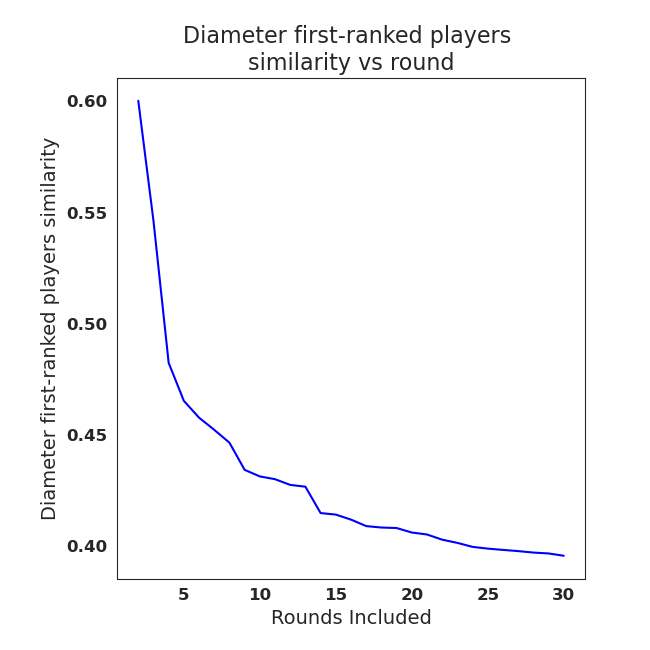 Diameter first-ranked players
similarity vs round
Diameter first-ranked players similarity
0.60
0.55
0.50
0.45
0.40
5 10 15 20 25 30
Rounds Included